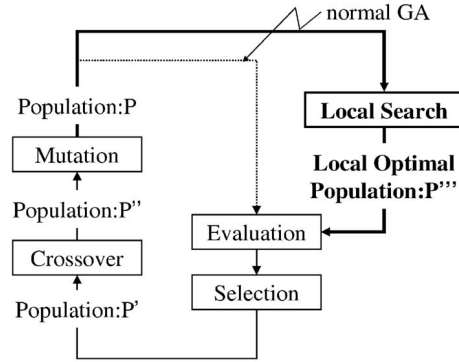 normal GA
Population:P
Local Search
Mutation
Local Optimal
Population:P'''
Population:P''
Evaluation
Crossover
Selection
Population:P'